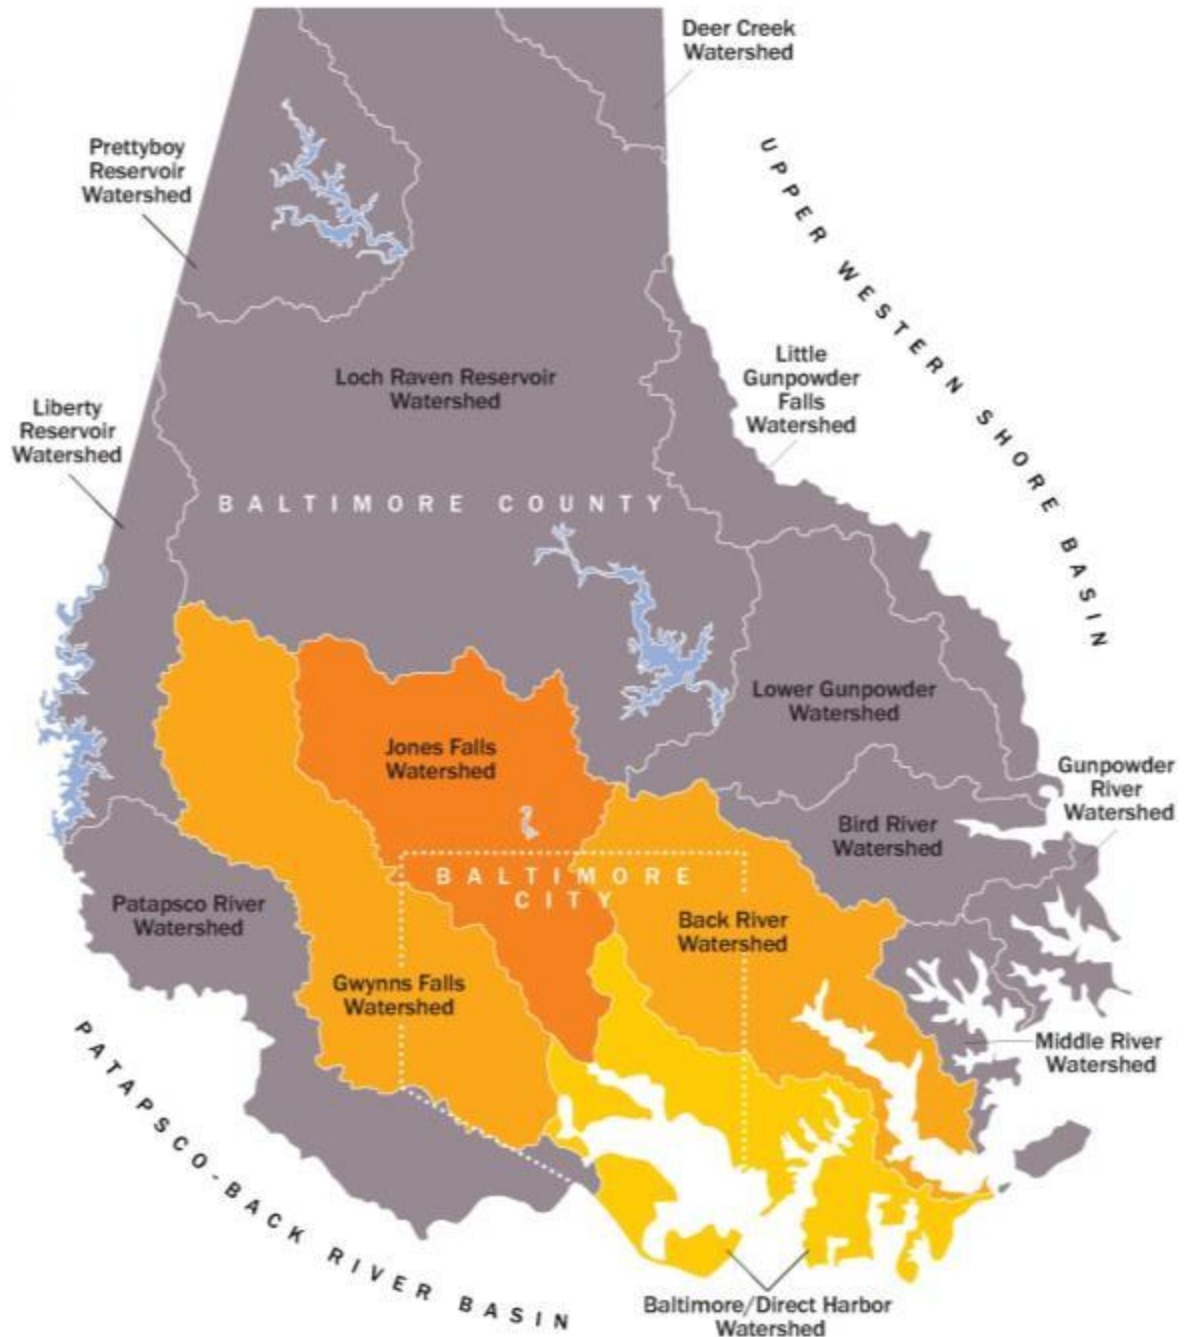 Deer Creek
Watershed
Prettyboy
Reservoir
Watershed
UPPER WESTERN SHORE BASIN
Little
Gunpowder
Falls
Watershed
Loch Raven Reservoir
Watershed
Liberty
Reservoir
Watershed
BALTIMORE COUNTY
Lower Gunpowder
Watershed
Jones Falls
Watershed
Gunpowder
River
Watershed
Bird River
Watershed
BALTIMORE
CITY
Patapsco River
Watershed
Back River
Watershed
Gwynns Falls
Watershed
Middle River
Watershed
PATAPSCO-BACK RIVER BASIN
Baltimore/Direct Harbor
Watershed